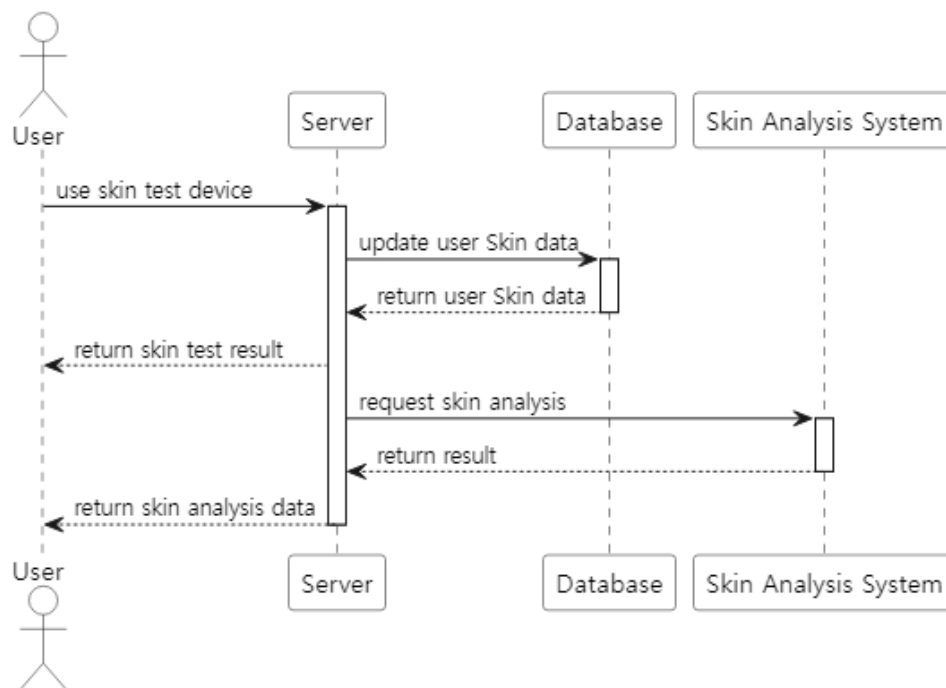 User
Server
Database
Skin Analysis System
use skin test device
update user Skin data
return user Skin data
return skin test result
request skin analysis
return result
return skin analysis data
User
Server
Database
Skin Analysis System